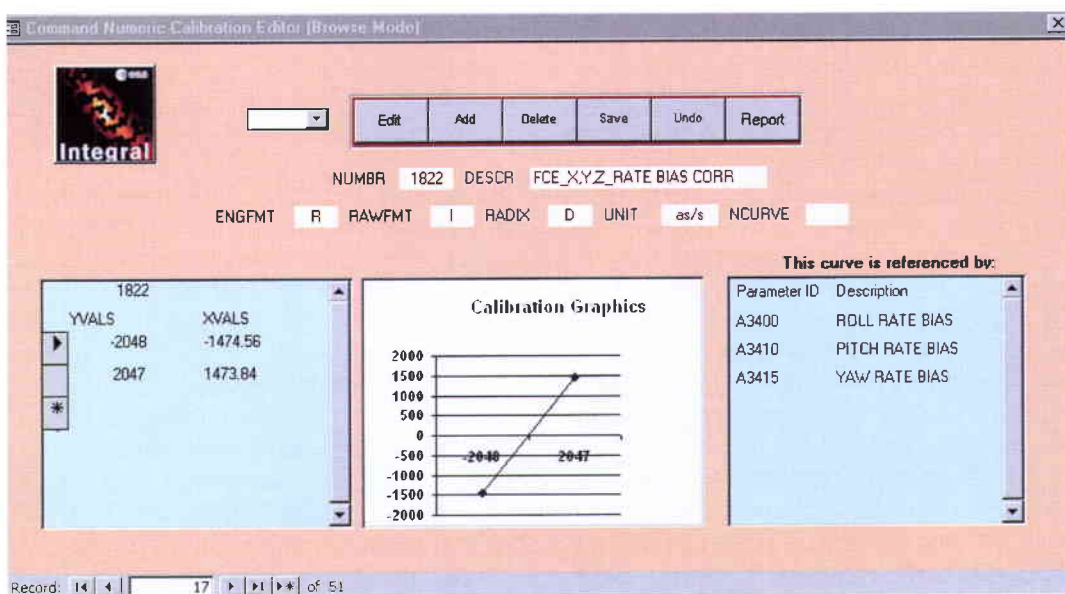 Command Numeric Calibration Editor (Browse Mode)
esa
Integral
Edit Add Delete Save Undo Report
NUMBR 1822 DESCR FCE_X,Y,Z_RATE BIAS CORR
ENGFMT R RAWFMT I RADIX D UNIT as/s NCURVE
This curve is referenced by:
1822
YVALS XVALS
-2048 -1474.56
2047 1473.84
Calibration Graphics
2000
1500
1000
500
0
-500
-1000
-1500
-2000
-2048 2047
Parameter ID Description
A3400 ROLL RATE BIAS
A3410 PITCH RATE BIAS
A3415 YAW RATE BIAS
Record: 17 of 51